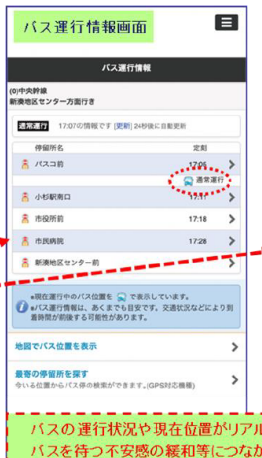 バス運行情報画面
バス運行情報
(0)中央幹線
新湊地区センター方面行き
通常運行 17:07の情報です [更新] 24秒後に自動更新
停留所名 定刻
パスコ前 17:06
通常運行
小杉駅南口 17:11
市役所前 17:18
市民病院 17:28
新湊地区センター前
●現在運行中のバス位置を で表示しています。
●バス運行情報は、あくまでも目安です。交通状況などにより到
着時間が前後する可能性があります。
地図でバス位置を表示
最寄の停留所を探す
今いる位置からバス停の検索ができます。(GPS対応機種)
バスの運行状況や現在位置がリアル
バスを待つ不安感の緩和等につなが